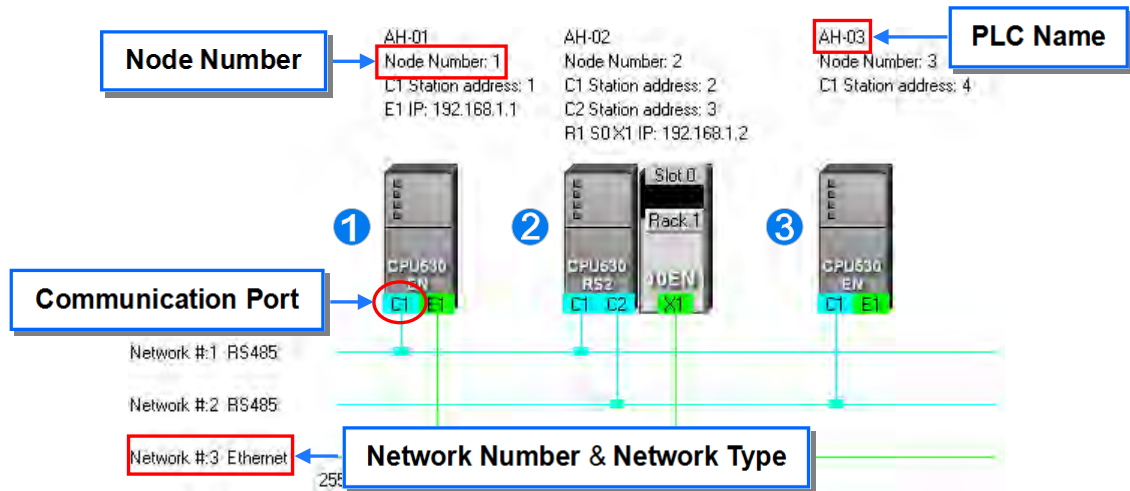 Node Number
AH-01
Node Number: 1
C1 Station address: 1
E1 IP: 192.168.1.1
AH-02
Node Number: 2
C1 Station address: 2
C2 Station address: 3
R1 S0 X1 IP: 192.168.1.2
AH-03
Node Number: 3
C1 Station address: 4
PLC Name
1
CPU530
EN
C1 E1
2
CPU530
RS2
C1 C2
Slot 0
Rack 1
10EN
X1
3
CPU530
EN
C1 E1
Communication Port
Network #:1 RS485
Network #:2 RS485
Network #:3 Ethernet
Network Number & Network Type
255